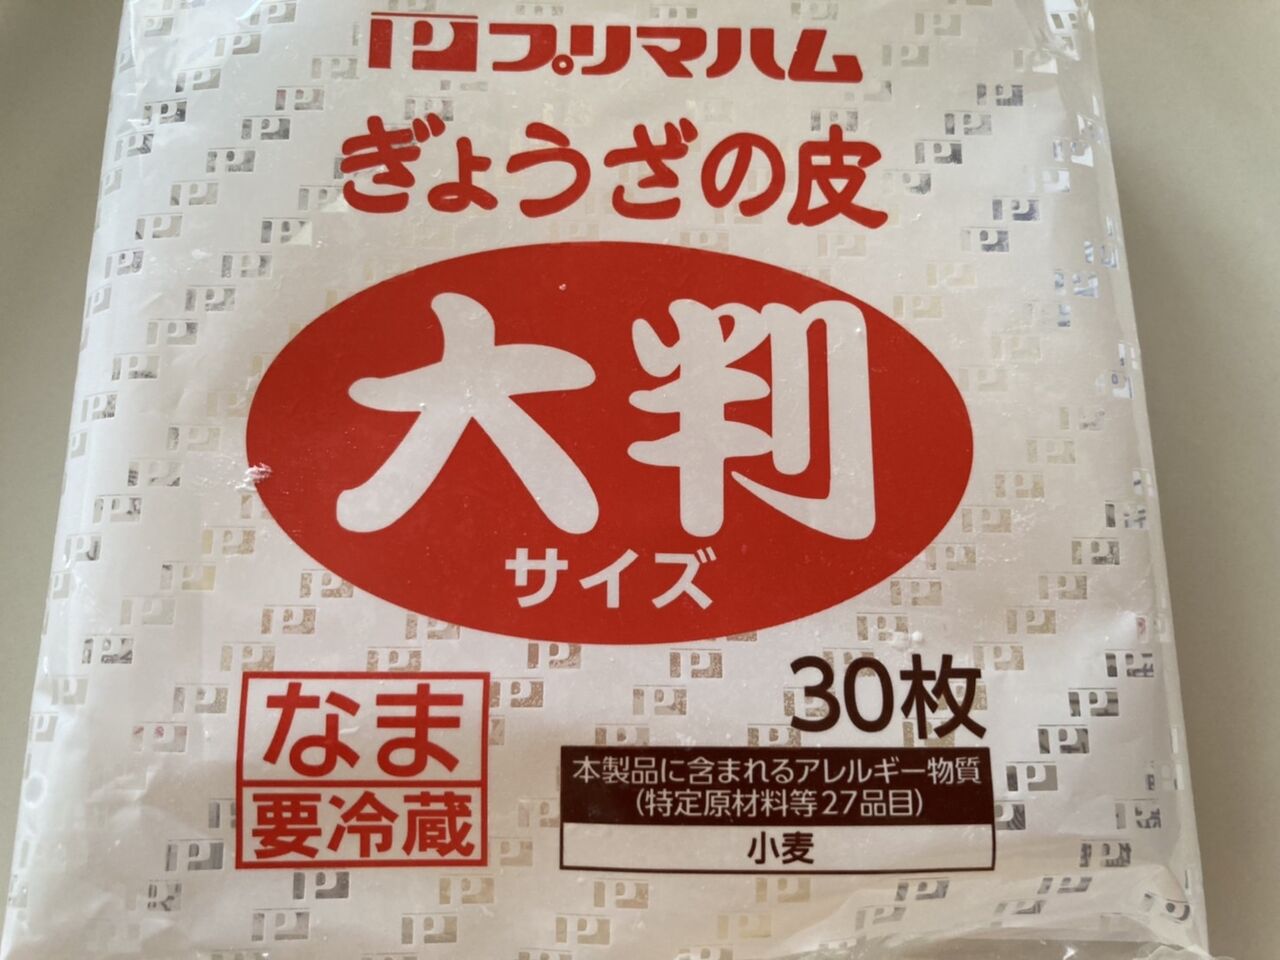 プリマハム
ぎょうざの皮
大判
サイズ
30枚
なま
要冷蔵
本製品に含まれるアレルギー物質
(特定原材料等27品目)
小麦